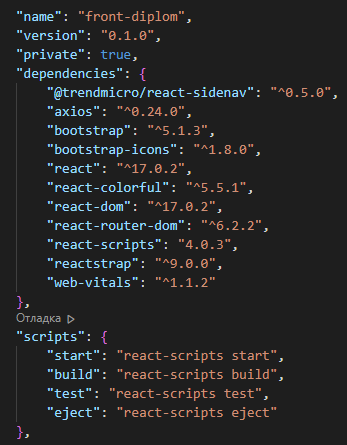 "name": "front-diplom",
"version": "0.1.0",
"private": true,
"dependencies": {
"@trendmicro/react-sidenav": "^0.5.0",
"axios": "^0.24.0",
"bootstrap": "^5.1.3",
"bootstrap-icons": "^1.8.0",
"react": "^17.0.2",
"react-colorful": "^5.5.1",
"react-dom": "^17.0.2",
"react-router-dom": "^6.2.2",
"react-scripts": "4.0.3",
"reactstrap": "^9.0.0",
"web-vitals": "^1.1.2"
},
Отладка
"scripts": {
"start": "react-scripts start",
"build": "react-scripts build",
"test": "react-scripts test",
"eject": "react-scripts eject"
},